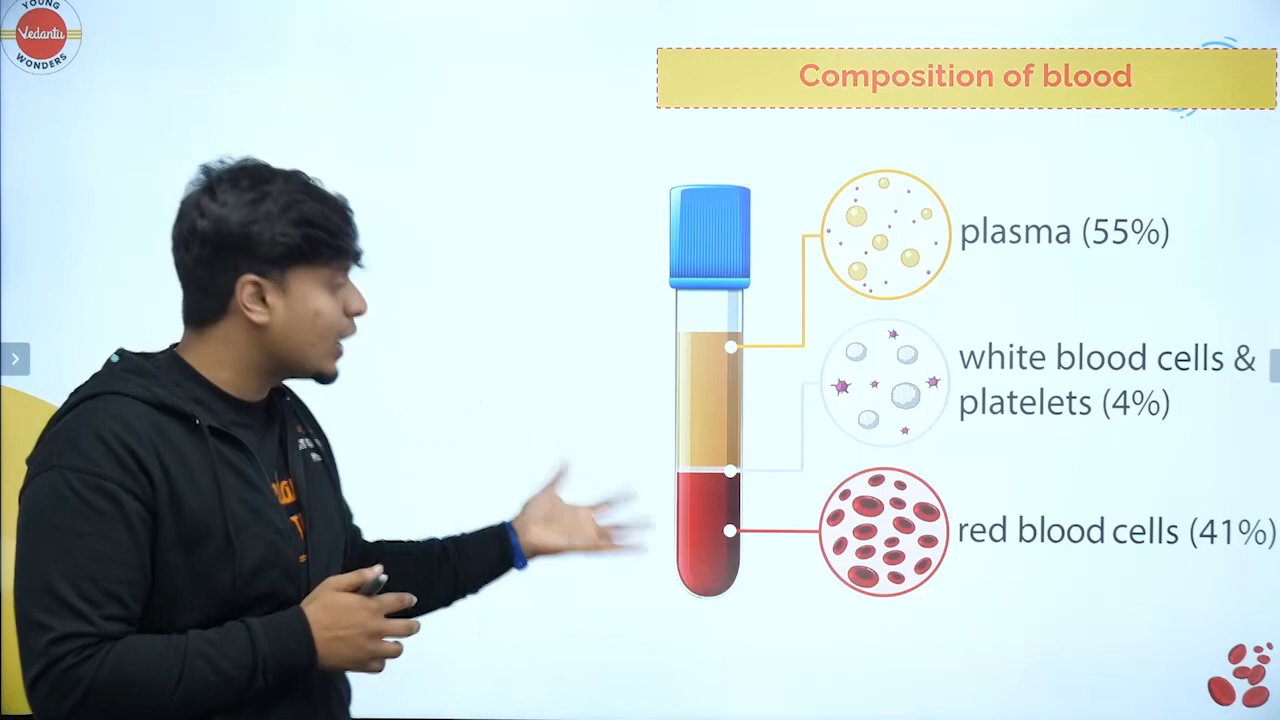 YOUNG
Vedantu
WONDERS
Composition of blood
plasma (55%)
white blood cells &
platelets (4%)
red blood cells (41%)